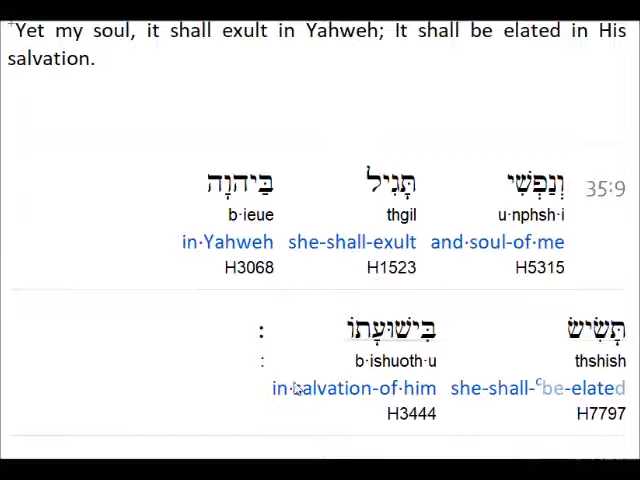 +Yet my soul, it shall exult in Yahweh; It shall be elated in His
salvation.
35:9 וְנַפְשִׁי תָּגִיל בַּיהוָה
u·nphsh·i thgil b·ieue
and·soul-of·me she-shall-exult in·Yahweh
H5315 H1523 H3068
תָּשִׂישׂ בִּישׁוּעָתוֹ :
thshish b·ishuoth·u :
she-shall-cbe-elated in·salvation-of·him
H7797 H3444